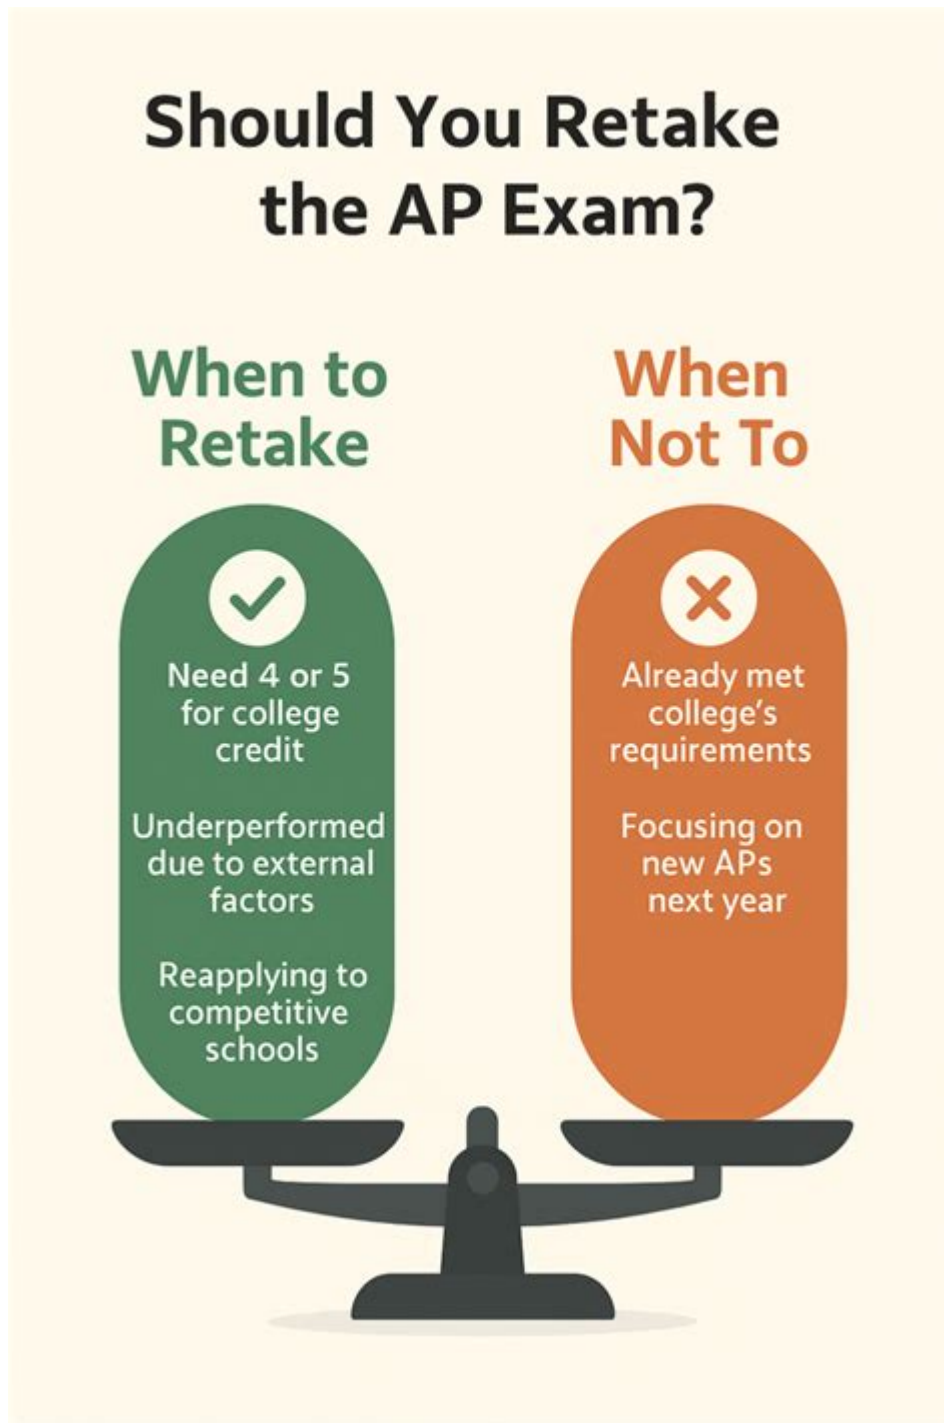 Should You Retake
the AP Exam?
When to
Retake
Need 4 or 5
for college
credit
Underperformed
due to external
factors
Reapplying to
competitive
schools
When
Not To
Already met
college's
requirements
Focusing on
new APs
next year